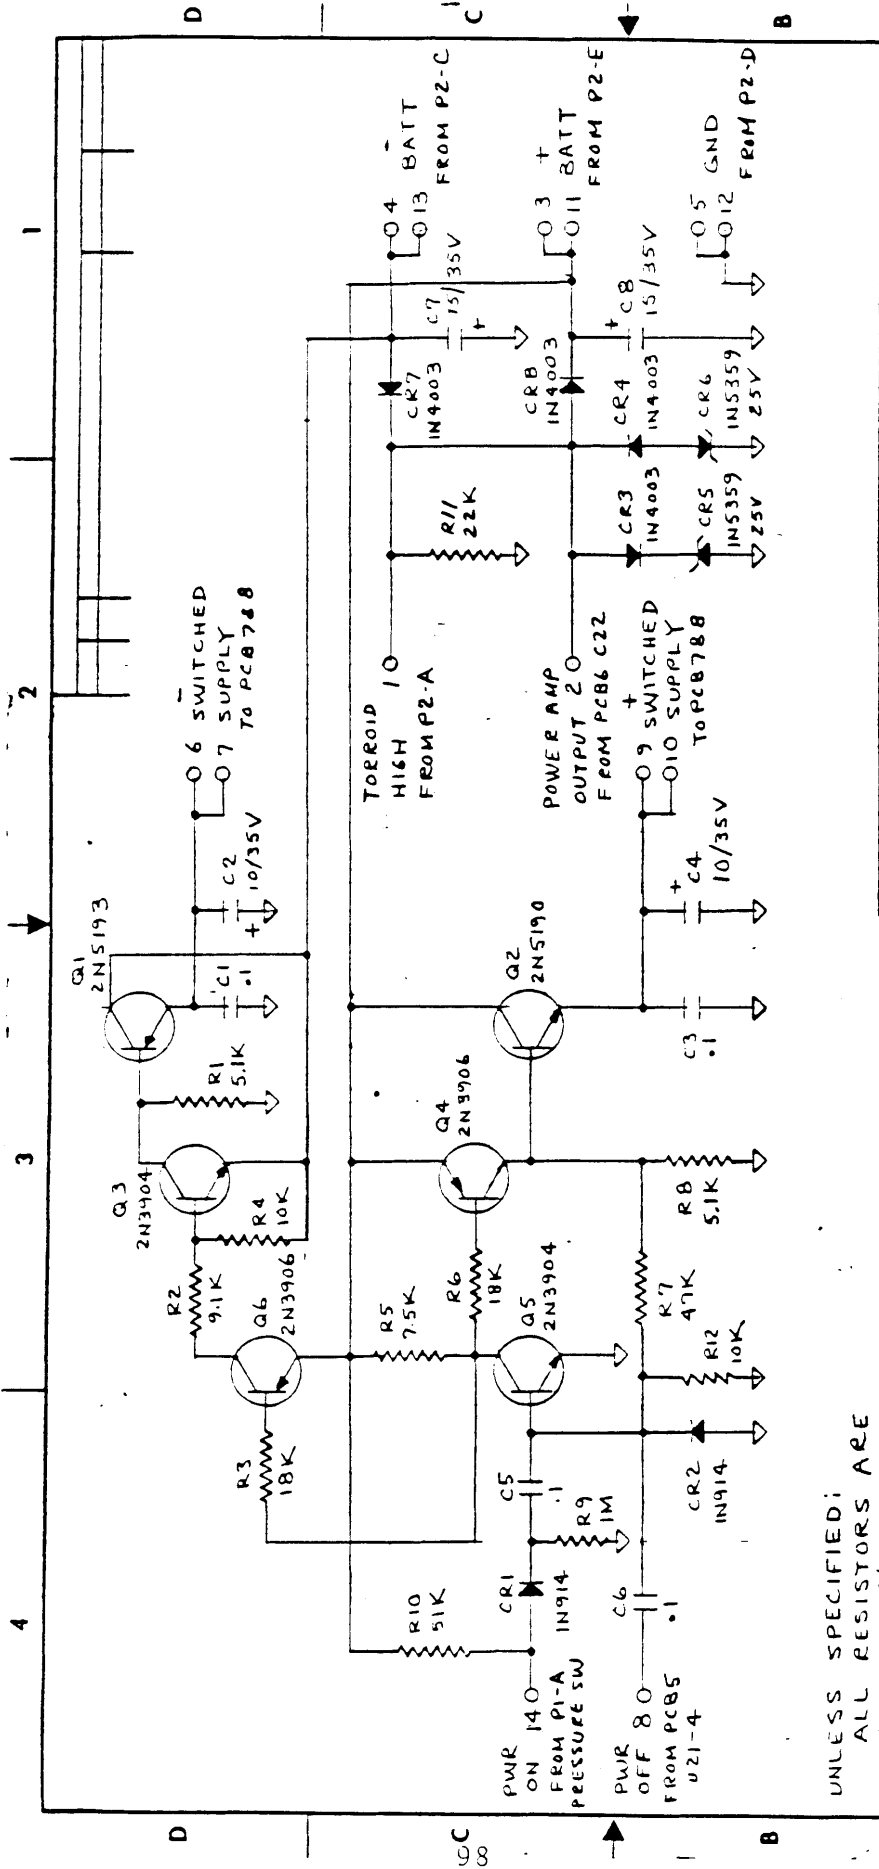 4
3
2
1
D
C
B
D
C
B
98
Q1
2N5193
Q3
2N3904
R1
5.1K
C1
.1
C2
10/35V
+
-
6 SWITCHED
7 SUPPLY
TO PCB 7&8
R2
9.1K
R4
10K
Q6
2N3906
R3
18K
R5
7.5K
R6
18K
Q4
2N3906
Q2
2N5190
Q5
2N3904
R10
51K
PWR
ON 14
FROM P1-A
PRESSURE SW
CR1
1N914
C5
.1
R9
1M
PWR
OFF 8
FROM PCB5
U21-4
C6
.1
CR2
1N914
R12
10K
R7
47K
R8
5.1K
C3
.1
+
C4
10/35V
+
9 SWITCHED
10 SUPPLY
TO PCB 7&8
TORROID
HIGH 1
FROM P2-A
R11
22K
CR7
1N4003
C7
15/35V
+
-
4 BATT
13
FROM P2-C
POWER AMP
OUTPUT 2
FROM PCB6 C22
CR8
1N4003
+
C8
15/35V
+
3 BATT
11
FROM P2-E
CR3
1N4003
CR5
1N5359
25V
CR4
1N4003
CR6
1N5359
25V
5 GND
12
FROM P2-D
UNLESS SPECIFIED:
ALL RESISTORS ARE